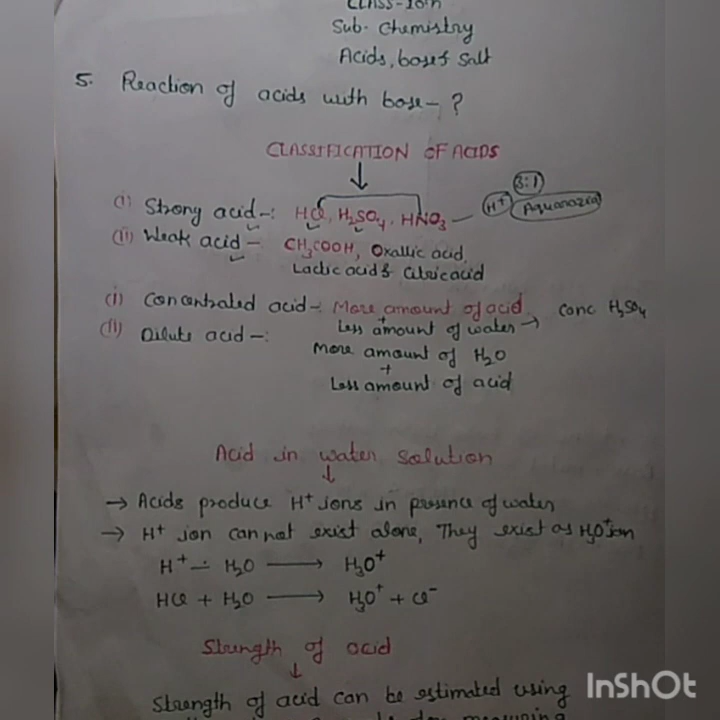 CLASS-10th
Sub- Chemistry
Acids, base & Salt
5. Reaction of acids with base- ?
CLASSIFICATION OF ACIDS
(i) Strong acid-: HCl, H₂SO₄, HNO₃ — H⁺ 3:1
(ii) Weak acid - CH₃COOH, Oxallic acid
Lactic acid & Citric acid
(i) Concentrated acid-: More amount of acid
+
Less amount of water → Conc H₂SO₄
(ii) Dilute acid -:
More amount of H₂O
+
Less amount of acid
Acid in water solution
↓
→ Acids produce H⁺ ions in presence of water
→ H⁺ ion can not exist alone, They exist as H₃O⁺ ion
H⁺ + H₂O ⟶ H₃O⁺
HCl + H₂O ⟶ H₃O⁺ + Cl⁻
Strength of acid
↓
Strength of acid can be estimated using
InShOt